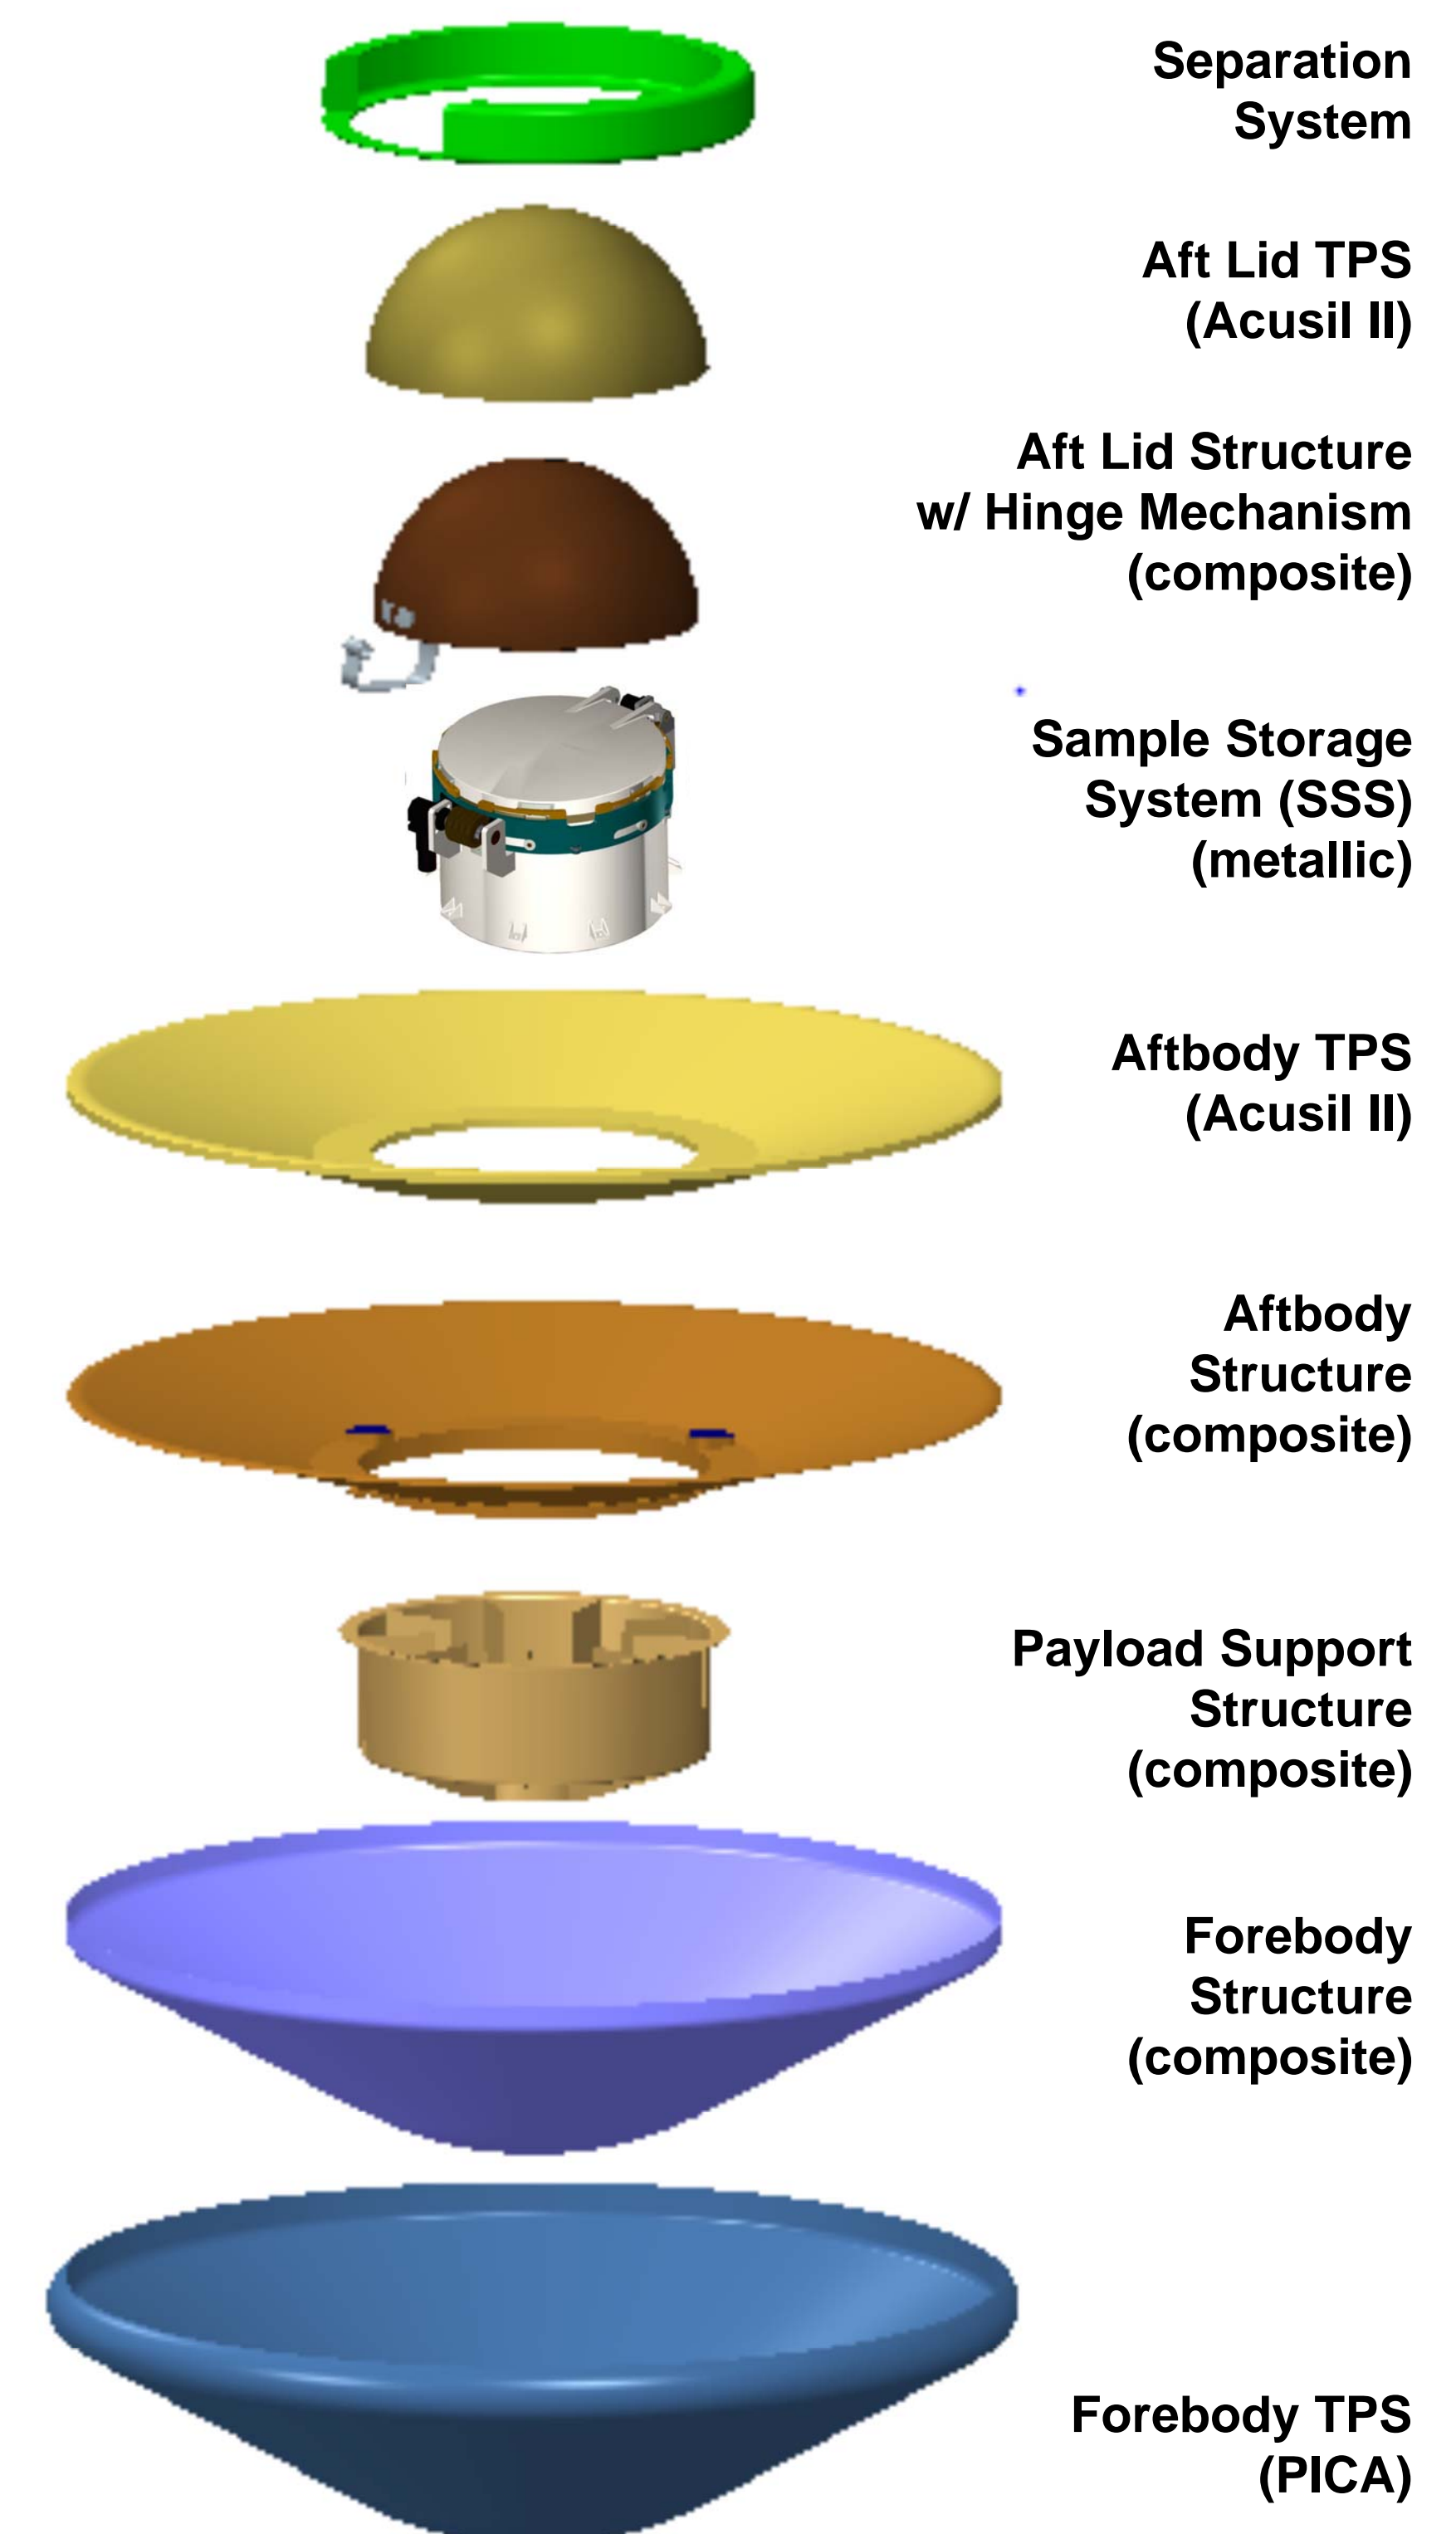 Separation
System
Aft Lid TPS
(Acusil II)
Aft Lid Structure
w/ Hinge Mechanism
(composite)
Sample Storage
System (SSS)
(metallic)
Aftbody TPS
(Acusil II)
Aftbody
Structure
(composite)
Payload Support
Structure
(composite)
Forebody
Structure
(composite)
Forebody TPS
(PICA)